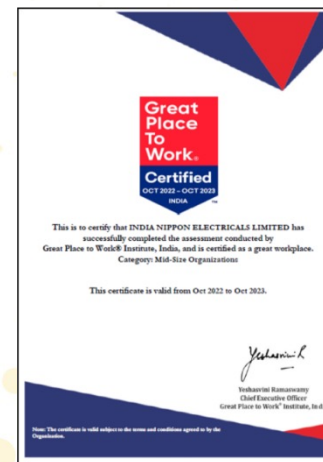 Great
Place
To
Work®
Certified
OCT 2022 – OCT 2023
INDIA
™
This is to certify that INDIA NIPPON ELECTRICALS LIMITED has
successfully completed the assessment conducted by
Great Place to Work® Institute, India, and is certified as a great workplace.
Category: Mid-Size Organizations
This certificate is valid from Oct 2022 to Oct 2023.
Yeshasvini R
Yeshasvini Ramaswamy
Chief Executive Officer
Great Place to Work® Institute, Indi
Note: The certificate is valid subject to the terms and conditions agreed to by the
Organization.